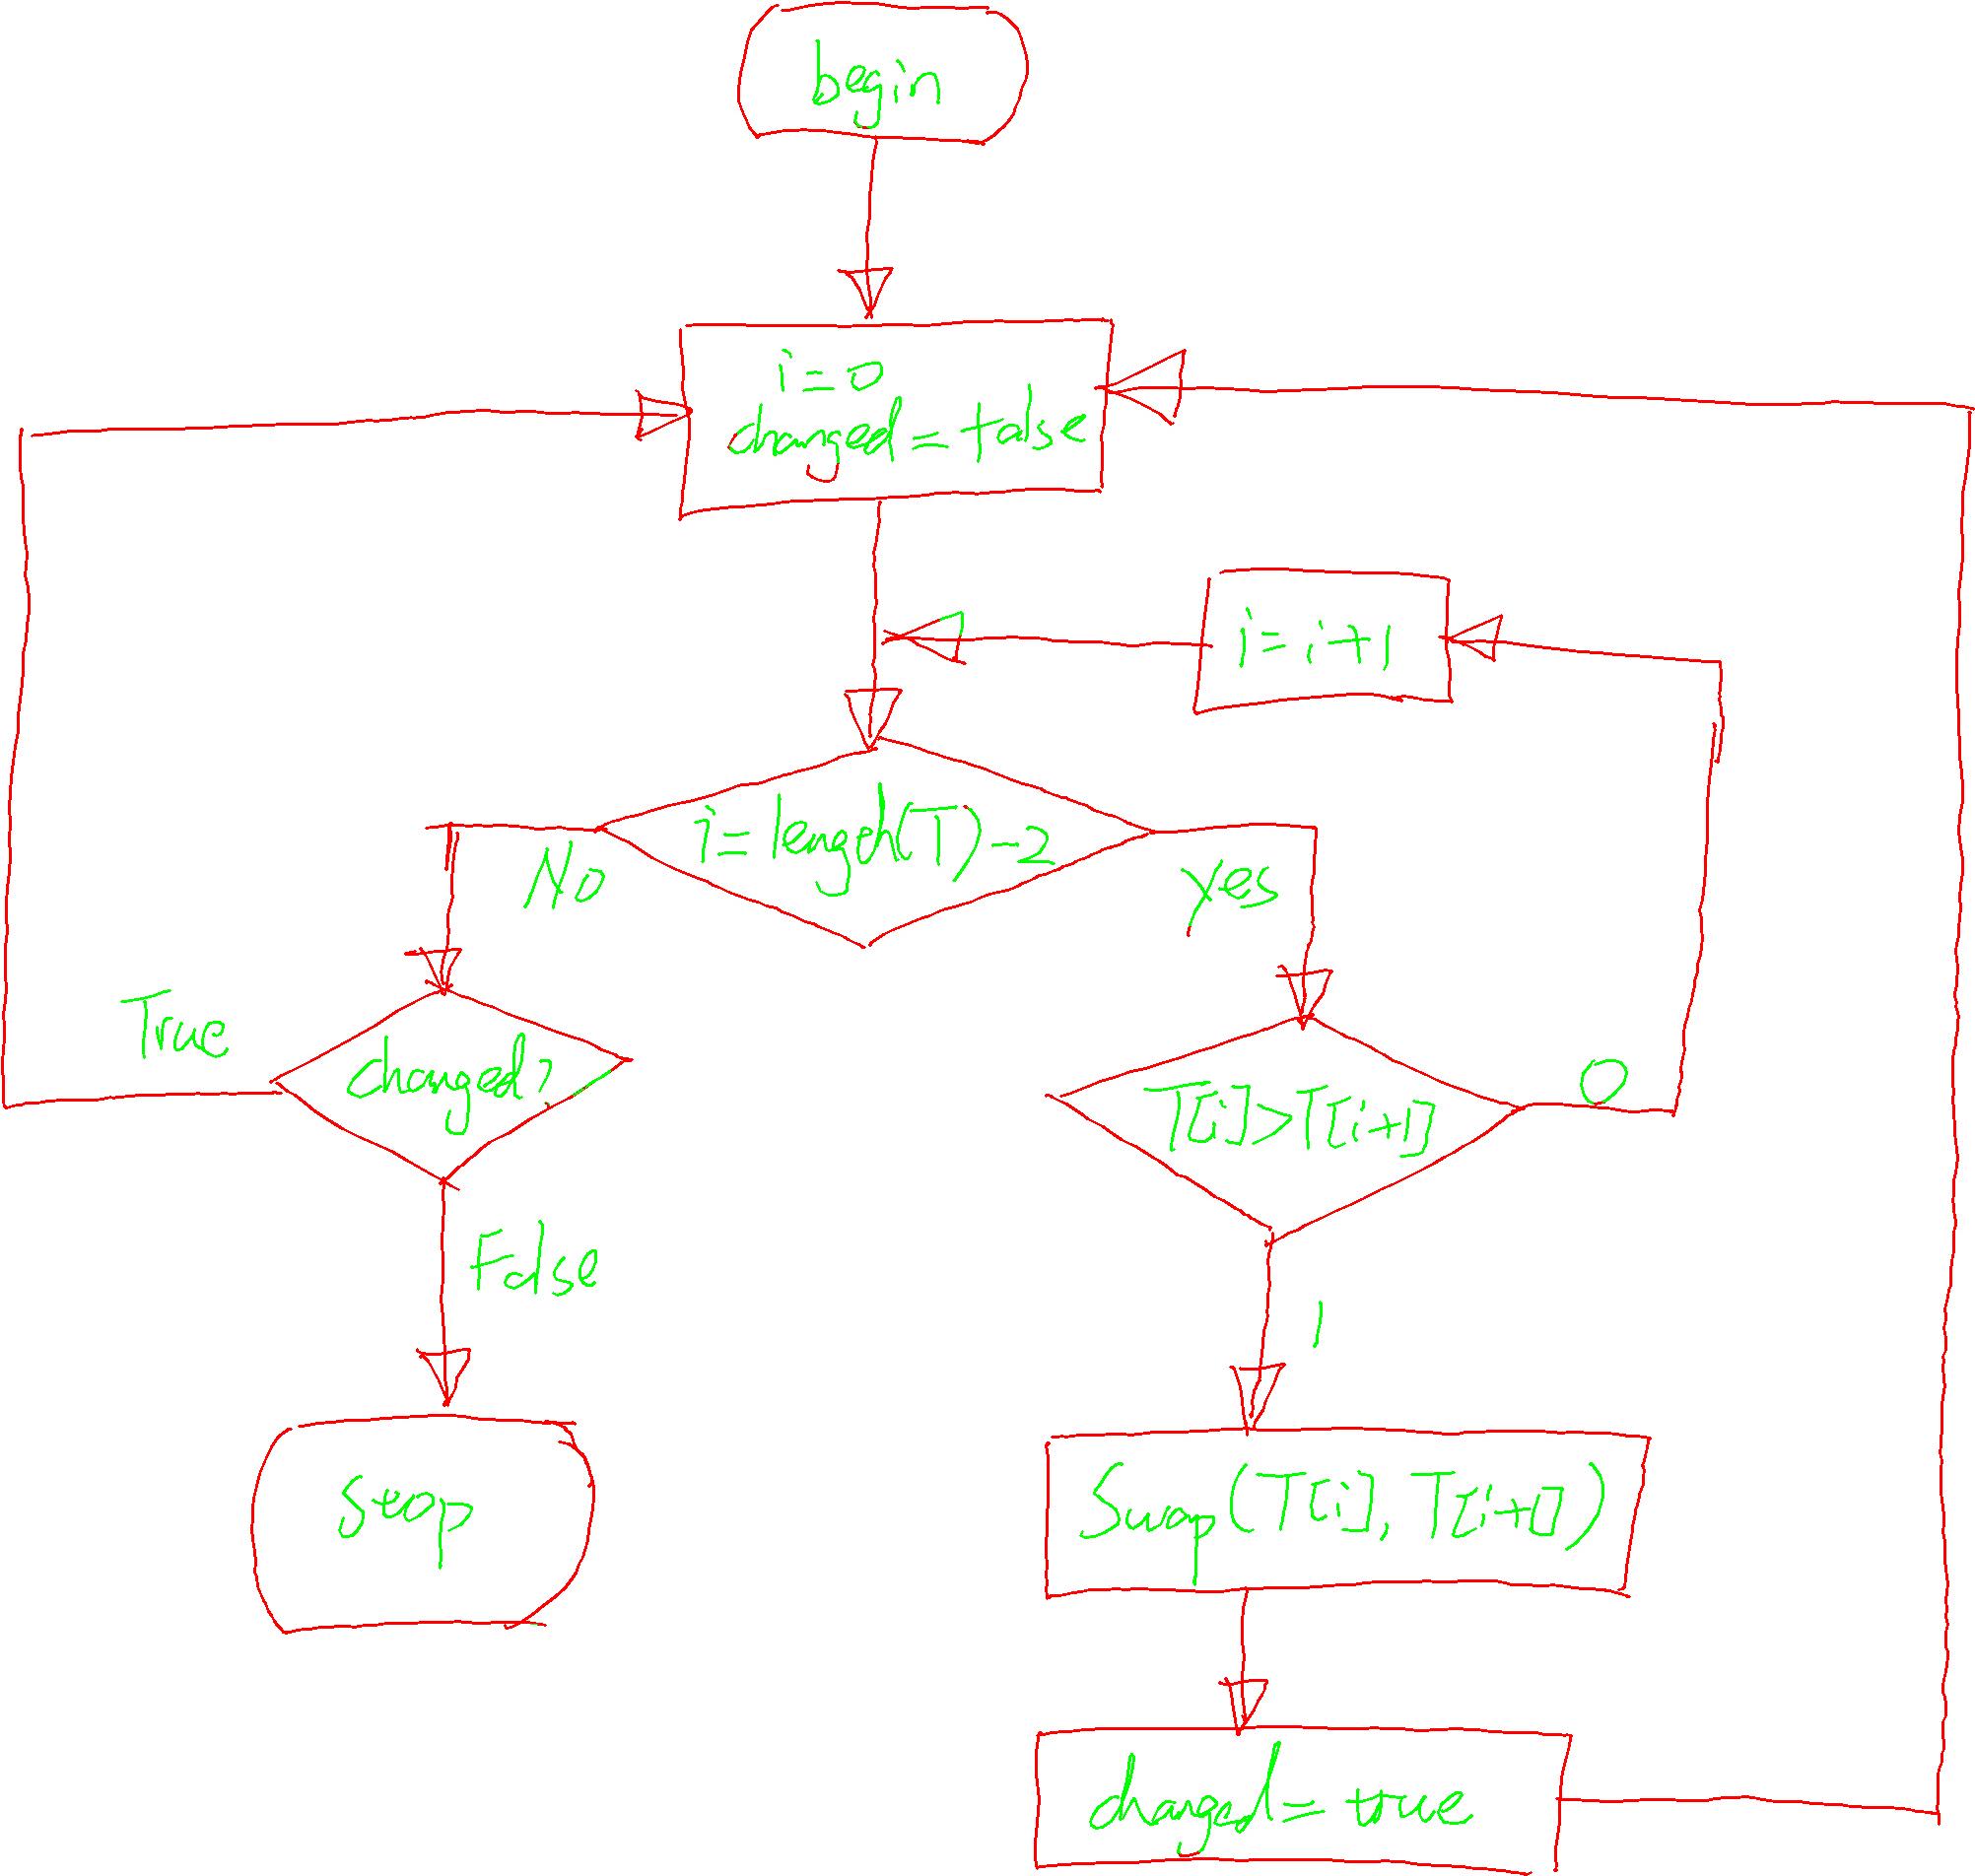 begin
i=0
changed=false
i=i+1
i=length(T)-2
No
yes
True
changed?
T[i]>T[i+1]
0
False
1
Stop
Swap(T[i], T[i+1])
changed=true